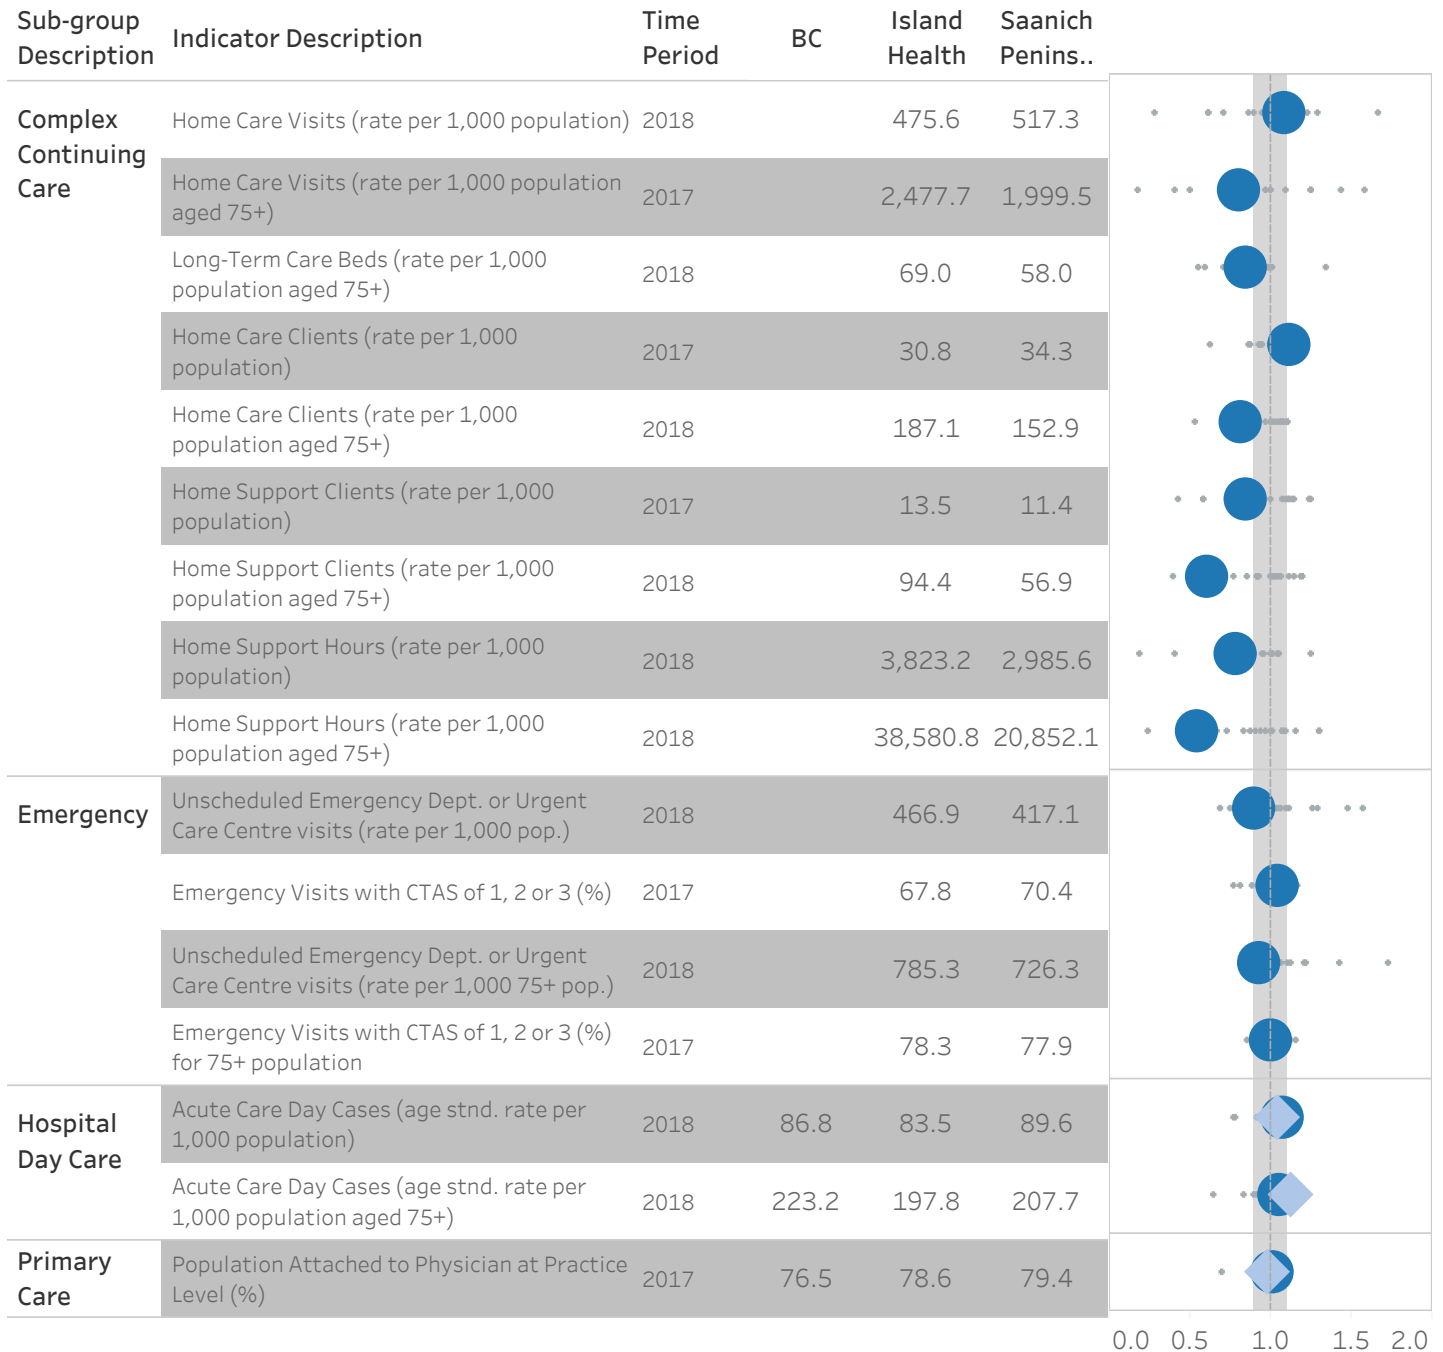 Sub-group
Description
Indicator Description
Time
Period
BC
Island
Health
Saanich
Penins..
Complex
Continuing
Care
Home Care Visits (rate per 1,000 population) 2018 475.6 517.3
Home Care Visits (rate per 1,000 population
aged 75+)
2017 2,477.7 1,999.5
Long-Term Care Beds (rate per 1,000
population aged 75+)
2018 69.0 58.0
Home Care Clients (rate per 1,000
population)
2017 30.8 34.3
Home Care Clients (rate per 1,000
population aged 75+)
2018 187.1 152.9
Home Support Clients (rate per 1,000
population)
2017 13.5 11.4
Home Support Clients (rate per 1,000
population aged 75+)
2018 94.4 56.9
Home Support Hours (rate per 1,000
population)
2018 3,823.2 2,985.6
Home Support Hours (rate per 1,000
population aged 75+)
2018 38,580.8 20,852.1
Emergency
Unscheduled Emergency Dept. or Urgent
Care Centre visits (rate per 1,000 pop.)
2018 466.9 417.1
Emergency Visits with CTAS of 1, 2 or 3 (%) 2017 67.8 70.4
Unscheduled Emergency Dept. or Urgent
Care Centre visits (rate per 1,000 75+ pop.)
2018 785.3 726.3
Emergency Visits with CTAS of 1, 2 or 3 (%)
for 75+ population
2017 78.3 77.9
Hospital
Day Care
Acute Care Day Cases (age stnd. rate per
1,000 population)
2018 86.8 83.5 89.6
Acute Care Day Cases (age stnd. rate per
1,000 population aged 75+)
2018 223.2 197.8 207.7
Primary
Care
Population Attached to Physician at Practice
Level (%)
2017 76.5 78.6 79.4
0.0 0.5 1.0 1.5 2.0